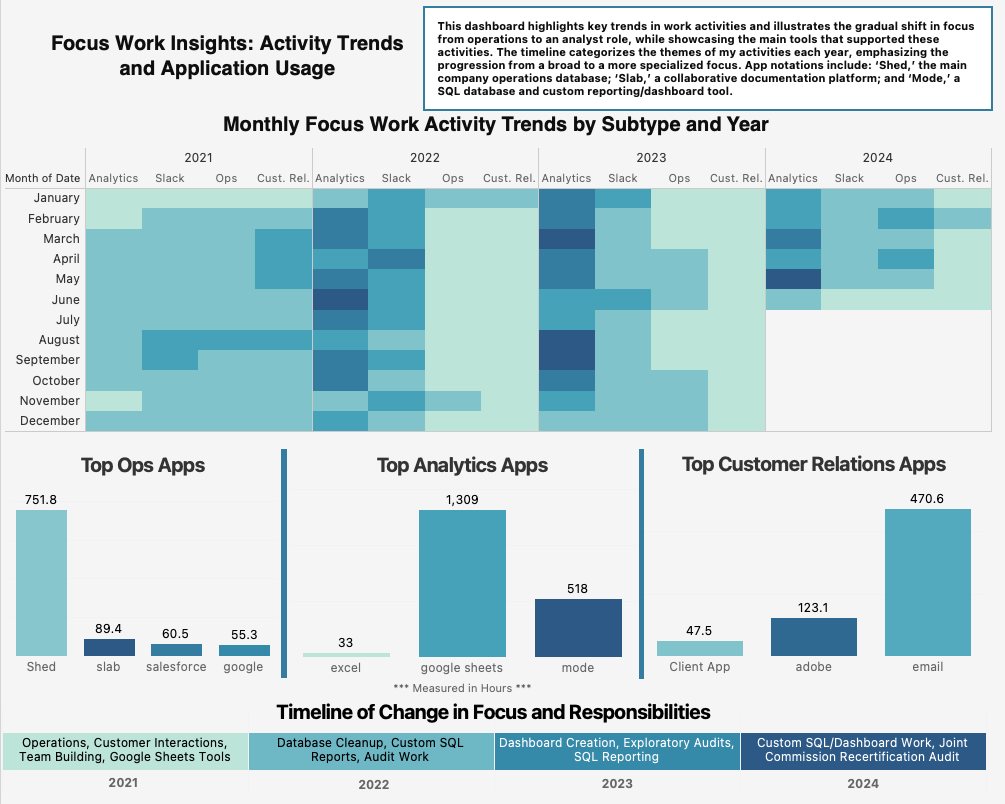 Focus Work Insights: Activity Trends
and Application Usage
This dashboard highlights key trends in work activities and illustrates the gradual shift in focus
from operations to an analyst role, while showcasing the main tools that supported these
activities. The timeline categorizes the themes of my activities each year, emphasizing the
progression from a broad to a more specialized focus. App notations include: ‘Shed,’ the main
company operations database; ‘Slab,’ a collaborative documentation platform; and ‘Mode,’ a
SQL database and custom reporting/dashboard tool.
Monthly Focus Work Activity Trends by Subtype and Year
2021 2022 2023 2024
Month of Date Analytics Slack Ops Cust. Rel. Analytics Slack Ops Cust. Rel. Analytics Slack Ops Cust. Rel. Analytics Slack Ops Cust. Rel.
January
February
March
April
May
June
July
August
September
October
November
December
Top Ops Apps
751.8
89.4
60.5
55.3
Shed slab salesforce google
Top Analytics Apps
1,309
518
33
excel google sheets mode
*** Measured in Hours ***
Top Customer Relations Apps
470.6
123.1
47.5
Client App adobe email
Timeline of Change in Focus and Responsibilities
Operations, Customer Interactions,
Team Building, Google Sheets Tools
2021
Database Cleanup, Custom SQL
Reports, Audit Work
2022
Dashboard Creation, Exploratory Audits,
SQL Reporting
2023
Custom SQL/Dashboard Work, Joint
Commission Recertification Audit
2024